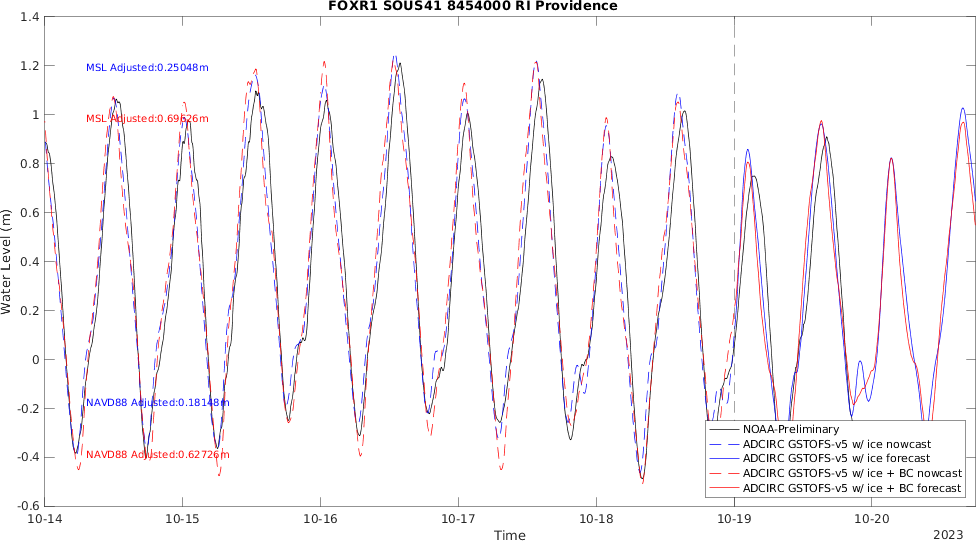 FOXR1 SOUS41 8454000 RI Providence
1.4
1.2
1
0.8
0.6
0.4
0.2
0
-0.2
-0.4
-0.6
Water Level (m)
MSL Adjusted:0.25048m
MSL Adjusted:0.69626m
NAVD88 Adjusted:0.18148m
NAVD88 Adjusted:0.62726m
NOAA-Preliminary
ADCIRC GSTOFS-v5 w/ ice nowcast
ADCIRC GSTOFS-v5 w/ ice forecast
ADCIRC GSTOFS-v5 w/ ice + BC nowcast
ADCIRC GSTOFS-v5 w/ ice + BC forecast
10-14 10-15 10-16 10-17 10-18 10-19 10-20
Time
2023